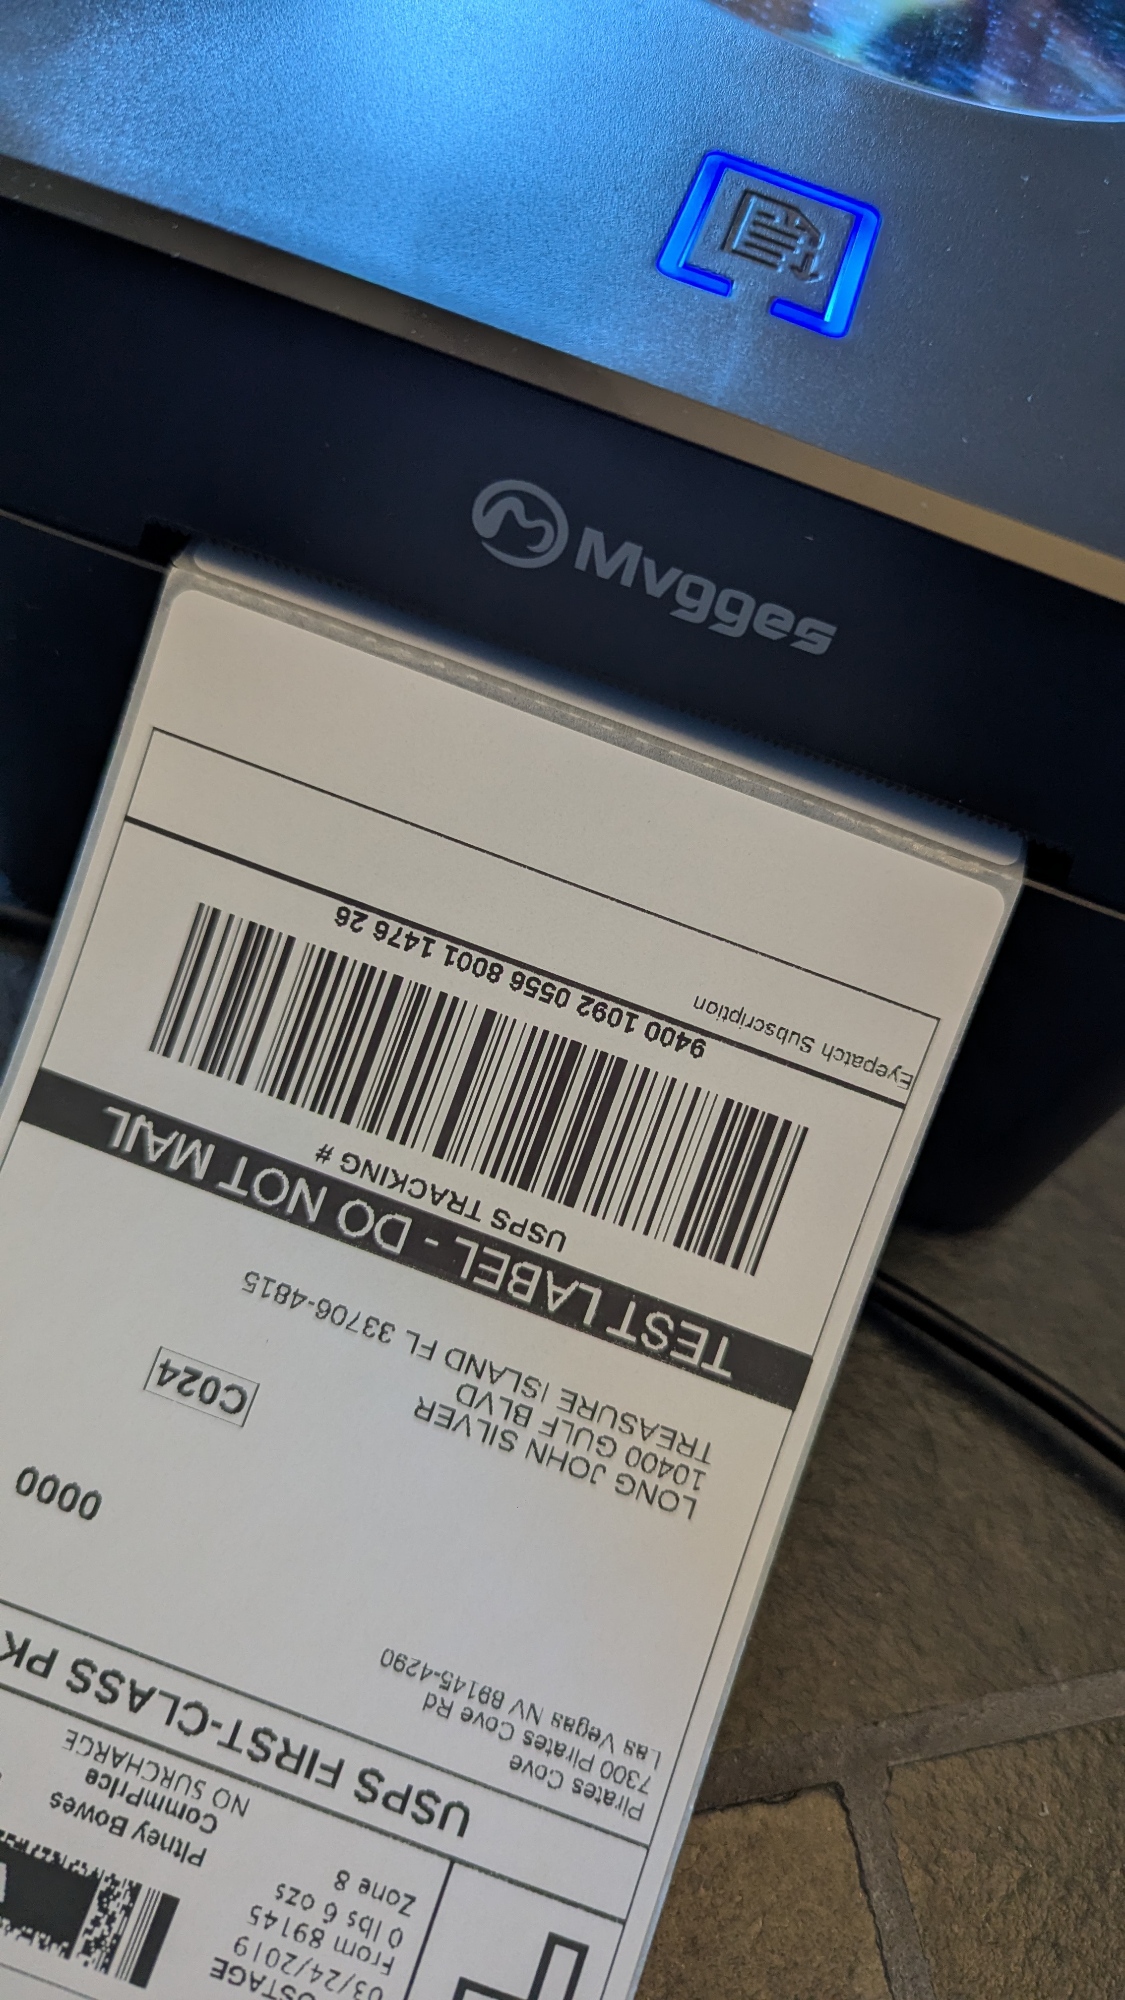 Mvgges
F
OSTAGE
03/24/2019
From 89145
0 lbs 6 ozs
Zone 8
Pitney Bowes
CommPrice
NO SURCHARGE
USPS FIRST-CLASS PK
Pirates Cove
7300 Pirates Cove Rd
Las Vegas NV 89145-4290
0000
C024
LONG JOHN SILVER
10400 GULF BLVD
TREASURE ISLAND FL 33706-4815
TEST LABEL - DO NOT MAIL
USPS TRACKING #
9400 1092 0556 8001 1476 26
Eyepatch Subscription